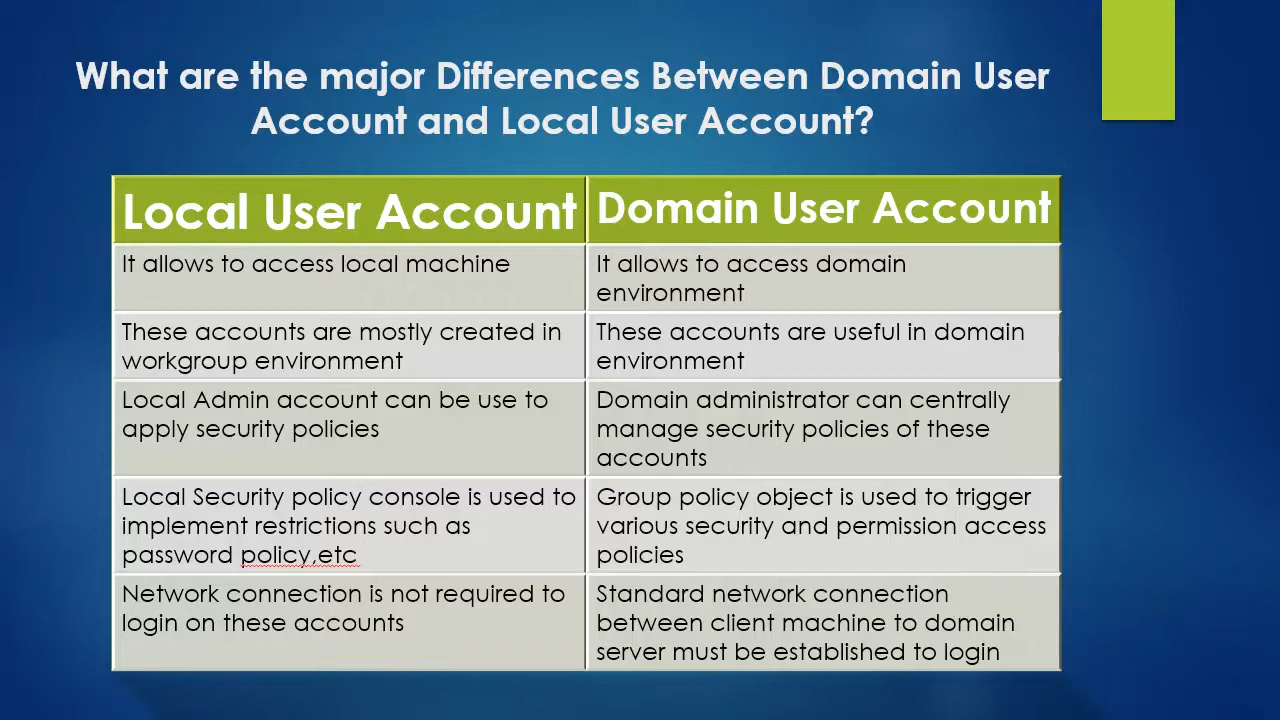 What are the major Differences Between Domain User
Account and Local User Account?
Local User Account
Domain User Account
It allows to access local machine
It allows to access domain
environment
These accounts are mostly created in
workgroup environment
These accounts are useful in domain
environment
Local Admin account can be use to
apply security policies
Domain administrator can centrally
manage security policies of these
accounts
Local Security policy console is used to
implement restrictions such as
password policy,etc
Group policy object is used to trigger
various security and permission access
policies
Network connection is not required to
login on these accounts
Standard network connection
between client machine to domain
server must be established to login